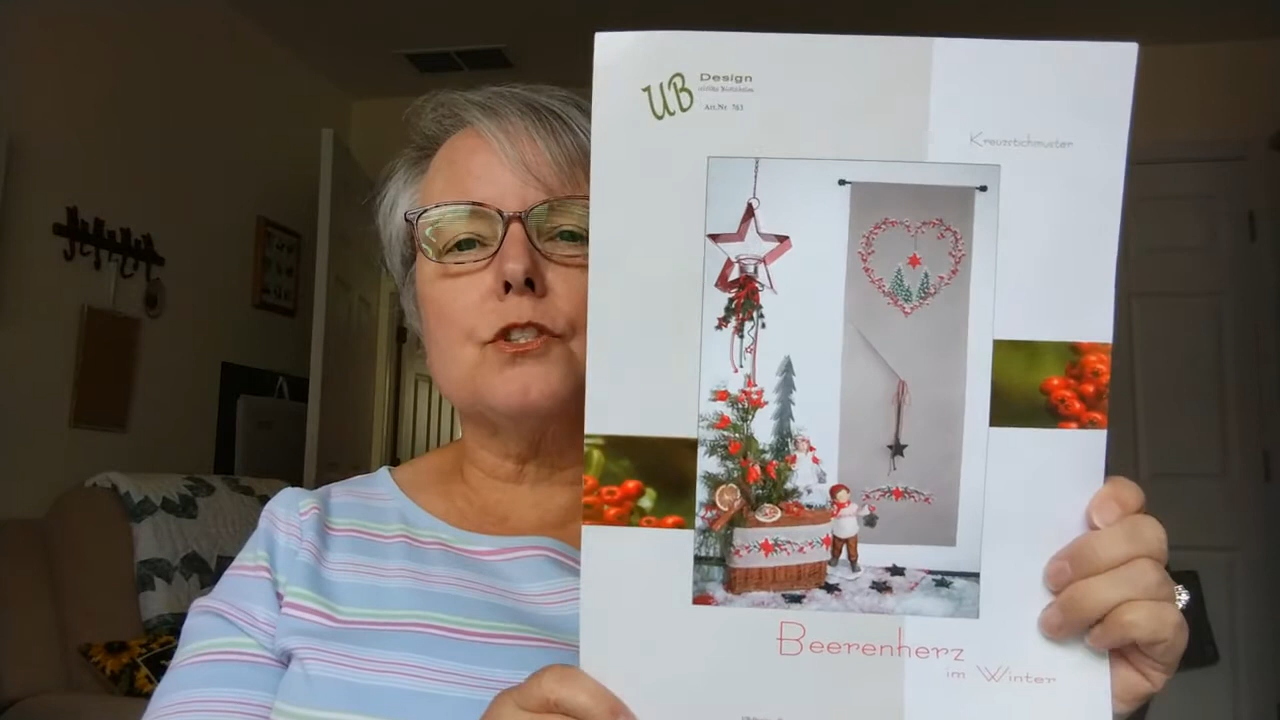 UB Design
Art.Nr. 763
Kreuzstichmuster
Beerenherz
im Winter